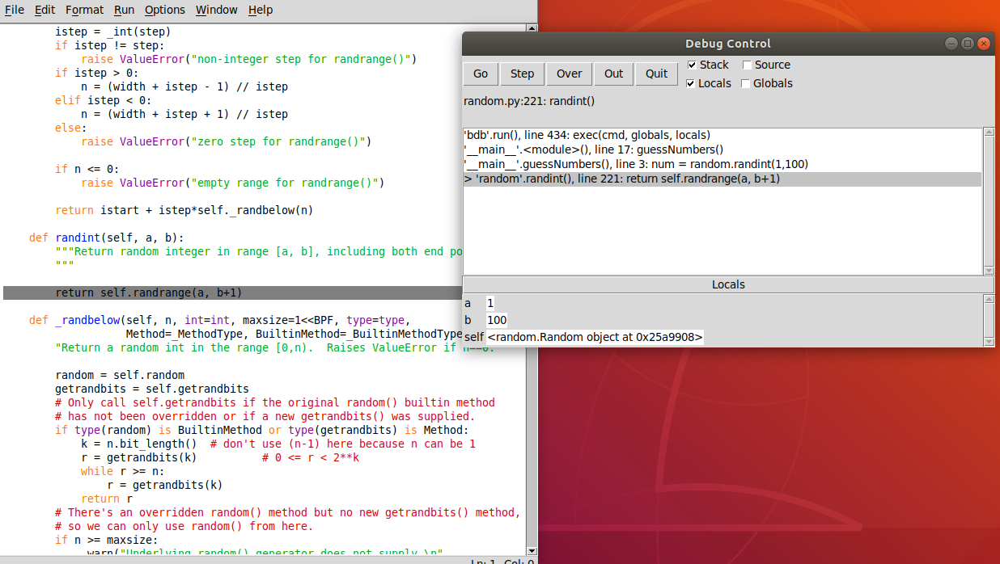 File Edit Format Run Options Window Help
istep = _int(step)
if istep != step:
raise ValueError("non-integer step for randrange()")
if istep > 0:
n = (width + istep - 1) // istep
elif istep < 0:
n = (width + istep + 1) // istep
else:
raise ValueError("zero step for randrange()")
if n <= 0:
raise ValueError("empty range for randrange()")
return istart + istep*self._randbelow(n)
def randint(self, a, b):
"""Return random integer in range [a, b], including both end po
"""
return self.randrange(a, b+1)
def _randbelow(self, n, int=int, maxsize=1<<BPF, type=type,
Method=_MethodType, BuiltinMethod=_BuiltinMethodType
"Return a random int in the range [0,n).  Raises ValueError if n==0.
random = self.random
getrandbits = self.getrandbits
# Only call self.getrandbits if the original random() builtin method
# has not been overridden or if a new getrandbits() was supplied.
if type(random) is BuiltinMethod or type(getrandbits) is Method:
k = n.bit_length()  # don't use (n-1) here because n can be 1
r = getrandbits(k)          # 0 <= r < 2**k
while r >= n:
r = getrandbits(k)
return r
# There's an overridden random() method but no new getrandbits() method,
# so we can only use random() from here.
if n >= maxsize:
_warn("Underlying random() generator does not supply \n"
Ln: 1 Col: 0
Debug Control
Go Step Over Out Quit Stack Source
Locals Globals
random.py:221: randint()
'bdb'.run(), line 434: exec(cmd, globals, locals)
'__main__'.<module>(), line 17: guessNumbers()
'__main__'.guessNumbers(), line 3: num = random.randint(1,100)
> 'random'.randint(), line 221: return self.randrange(a, b+1)
Locals
a 1
b 100
self <random.Random object at 0x25a9908>